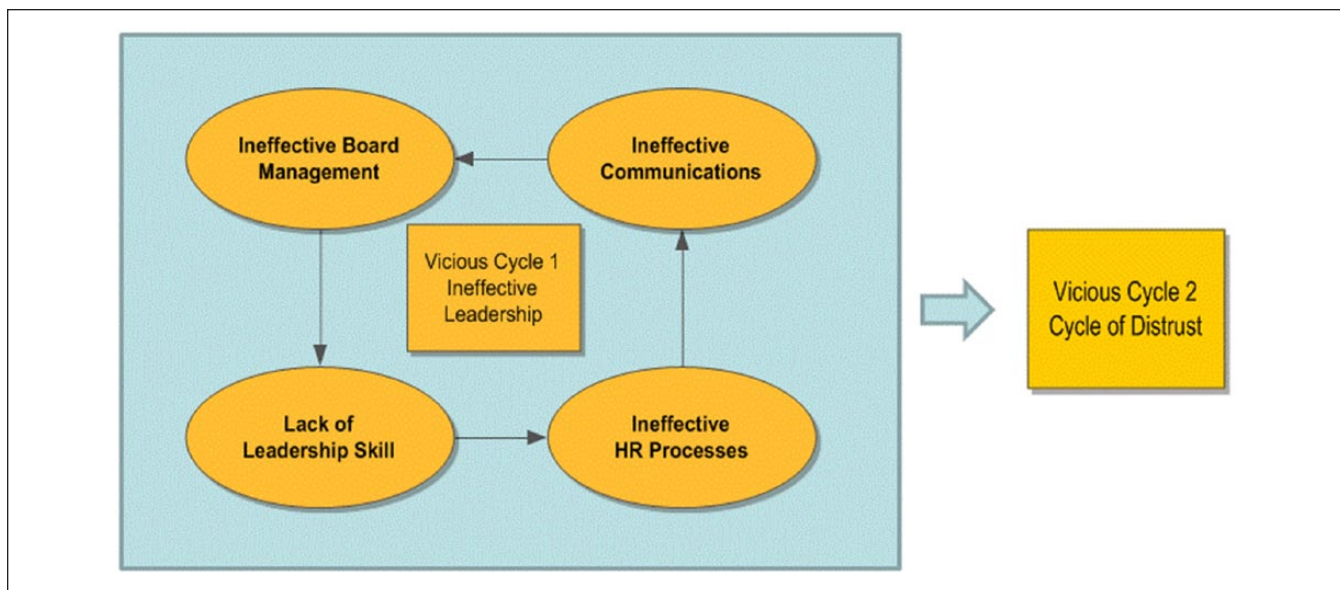 Ineffective Board
Management
Ineffective
Communications
Vicious Cycle 1
Ineffective
Leadership
Lack of
Leadership Skill
Ineffective
HR Processes
Vicious Cycle 2
Cycle of Distrust